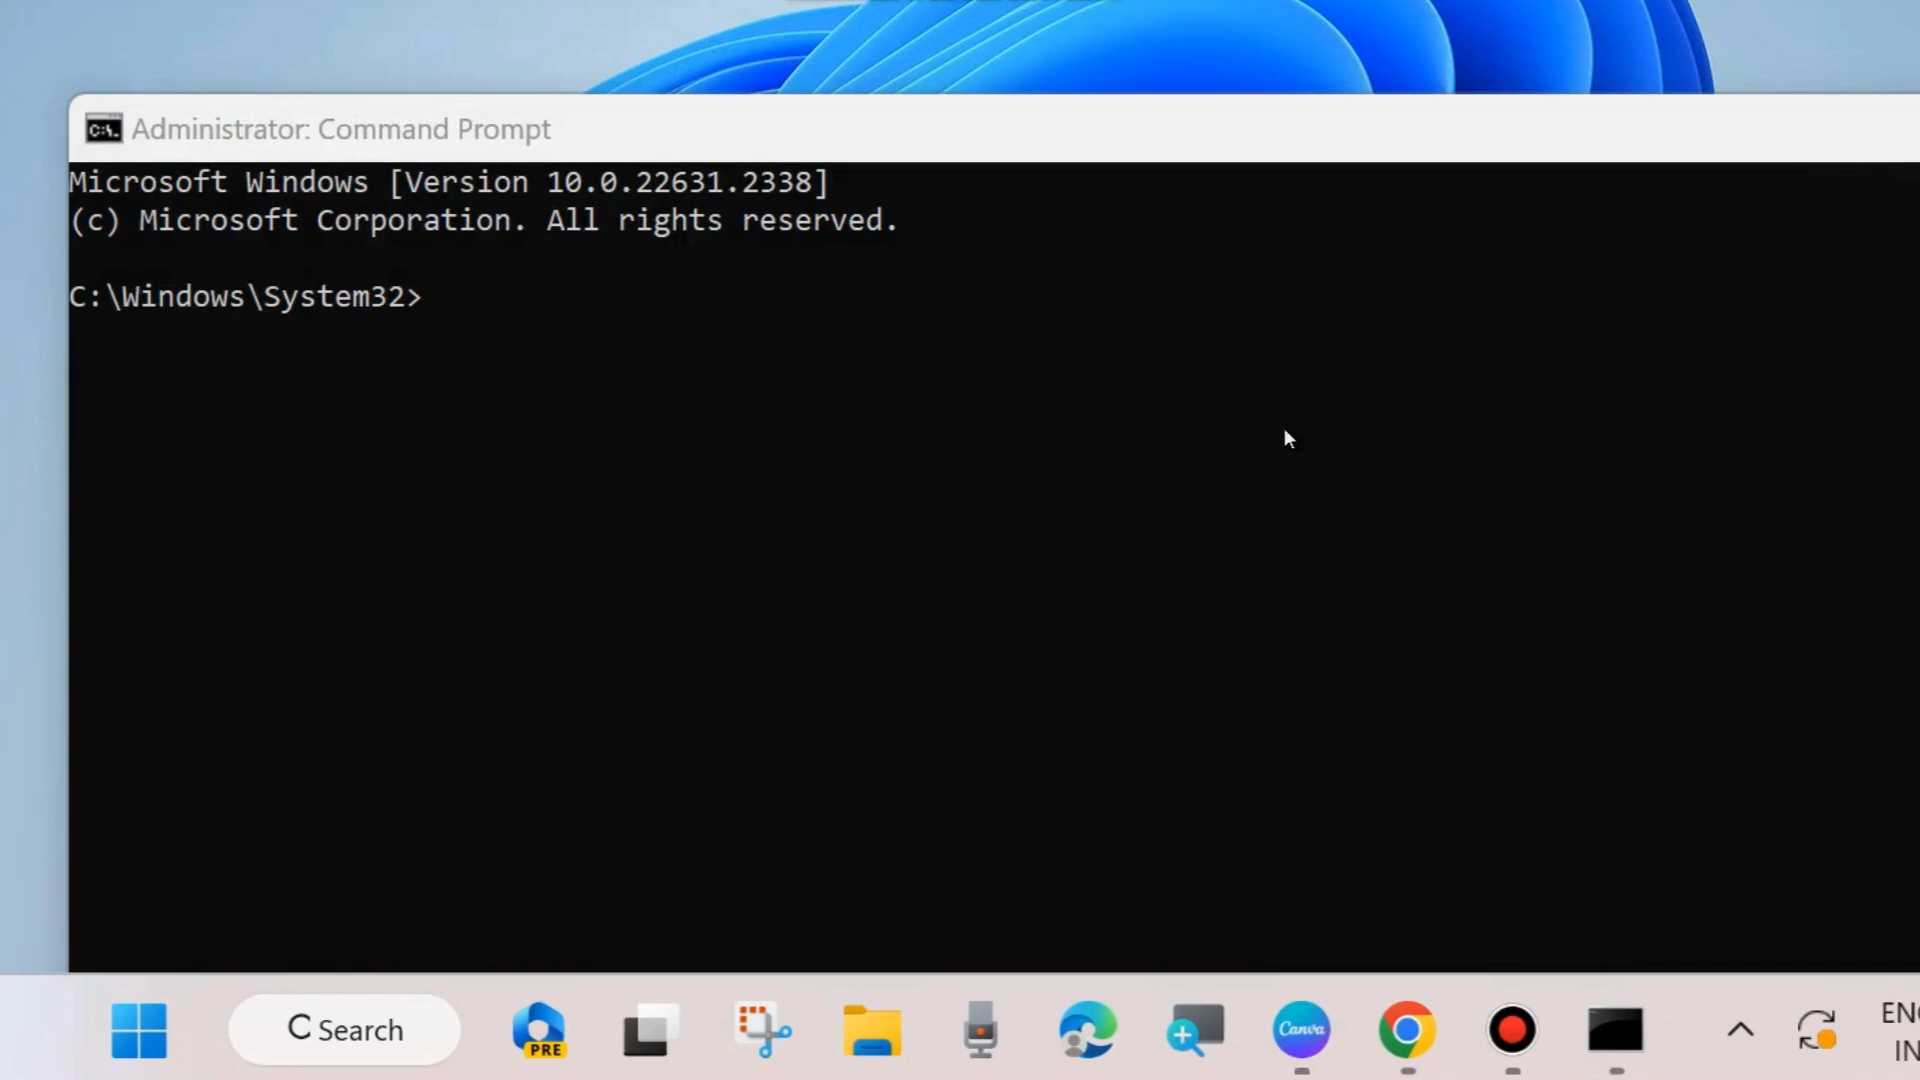 C:\.
Administrator: Command Prompt
Microsoft Windows [Version 10.0.22631.2338]
(c) Microsoft Corporation. All rights reserved.
C:\Windows\System32>
Search
PRE
Canva
ENG
IN